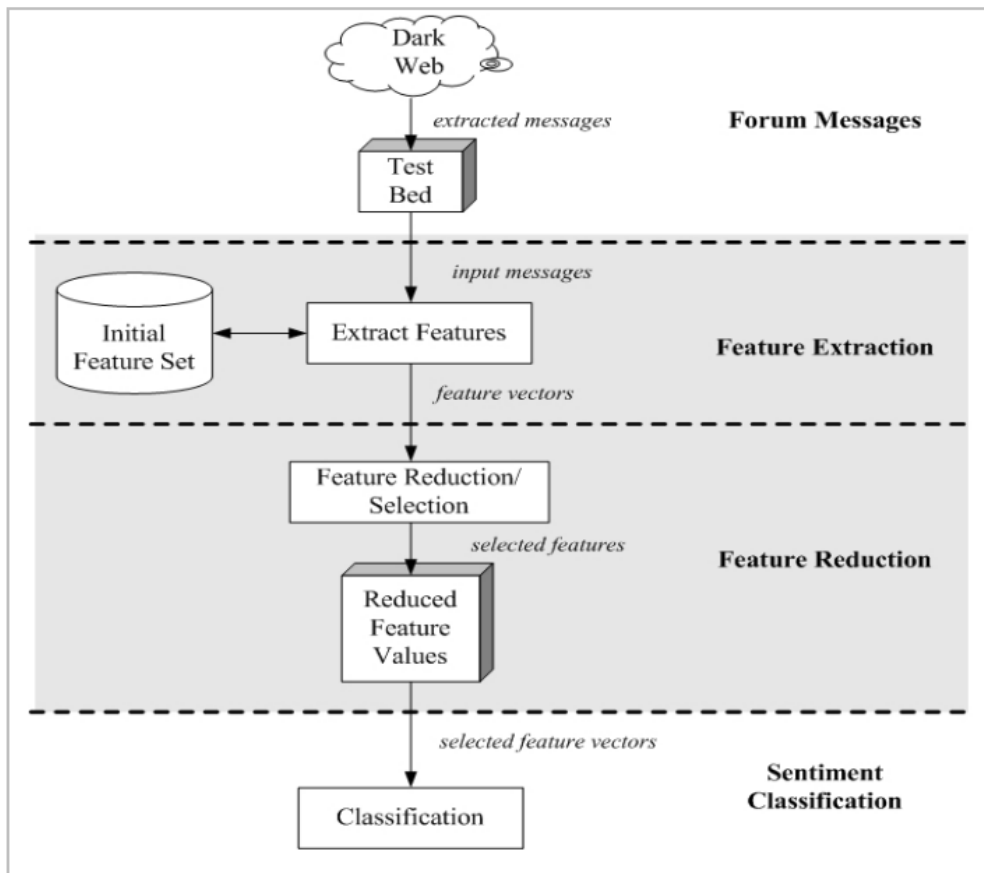 Dark
Web
extracted messages
Forum Messages
Test
Bed
input messages
Initial
Feature Set
Extract Features
Feature Extraction
feature vectors
Feature Reduction/
Selection
selected features
Feature Reduction
Reduced
Feature
Values
selected feature vectors
Sentiment
Classification
Classification